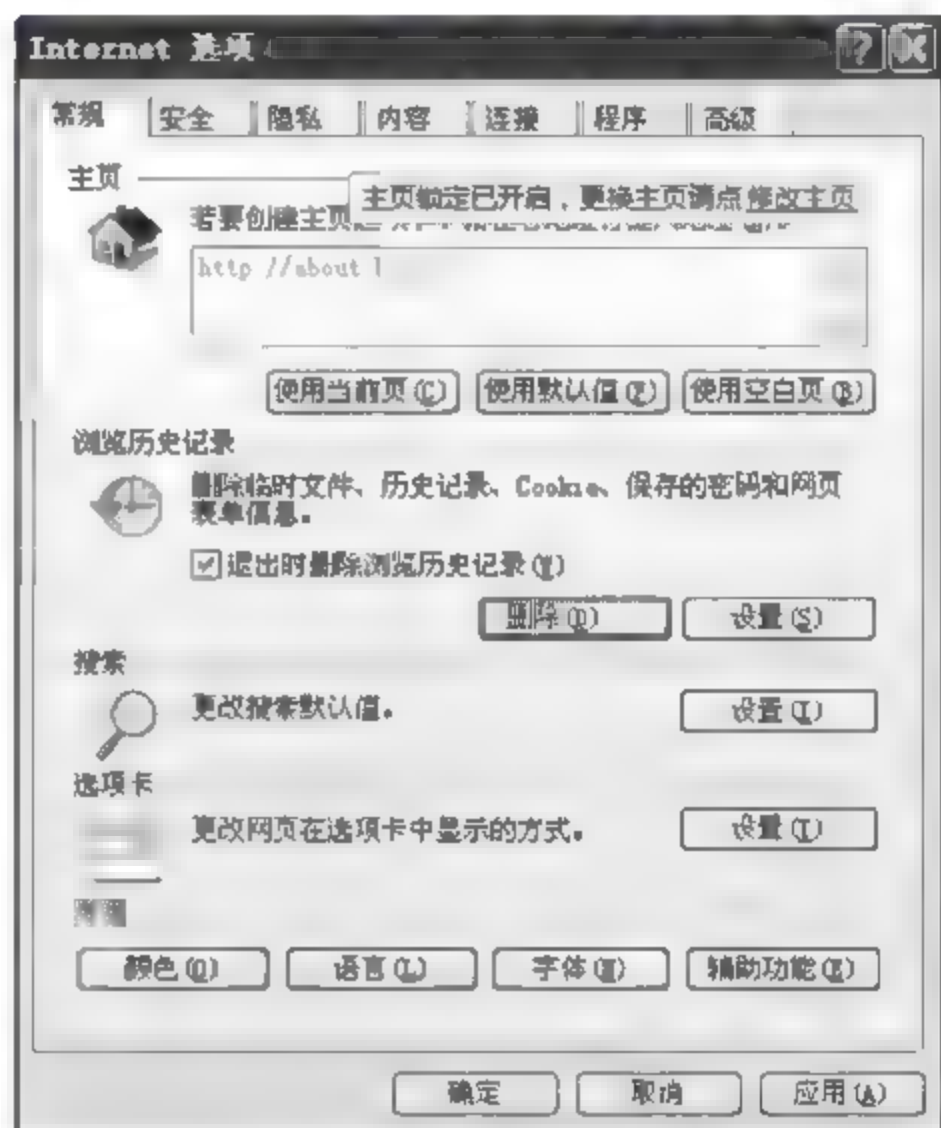 Internet 选项
常规 安全 隐私 内容 连接 程序 高级
主页
主页锁定已开启，更换主页请点 修改主页
若要创建主页
http //about
使用当前页(C) 使用默认值(F) 使用空白页(B)
浏览历史记录
删除临时文件、历史记录、Cookie、保存的密码和网页
表单信息。
退出时删除浏览历史记录(W)
删除(D) 设置(S)
搜索
更改搜索默认值。 设置(I)
选项卡
更改网页在选项卡中显示的方式。 设置(T)
颜色(O) 语言(L) 字体(N) 辅助功能(E)
确定 取消 应用(A)